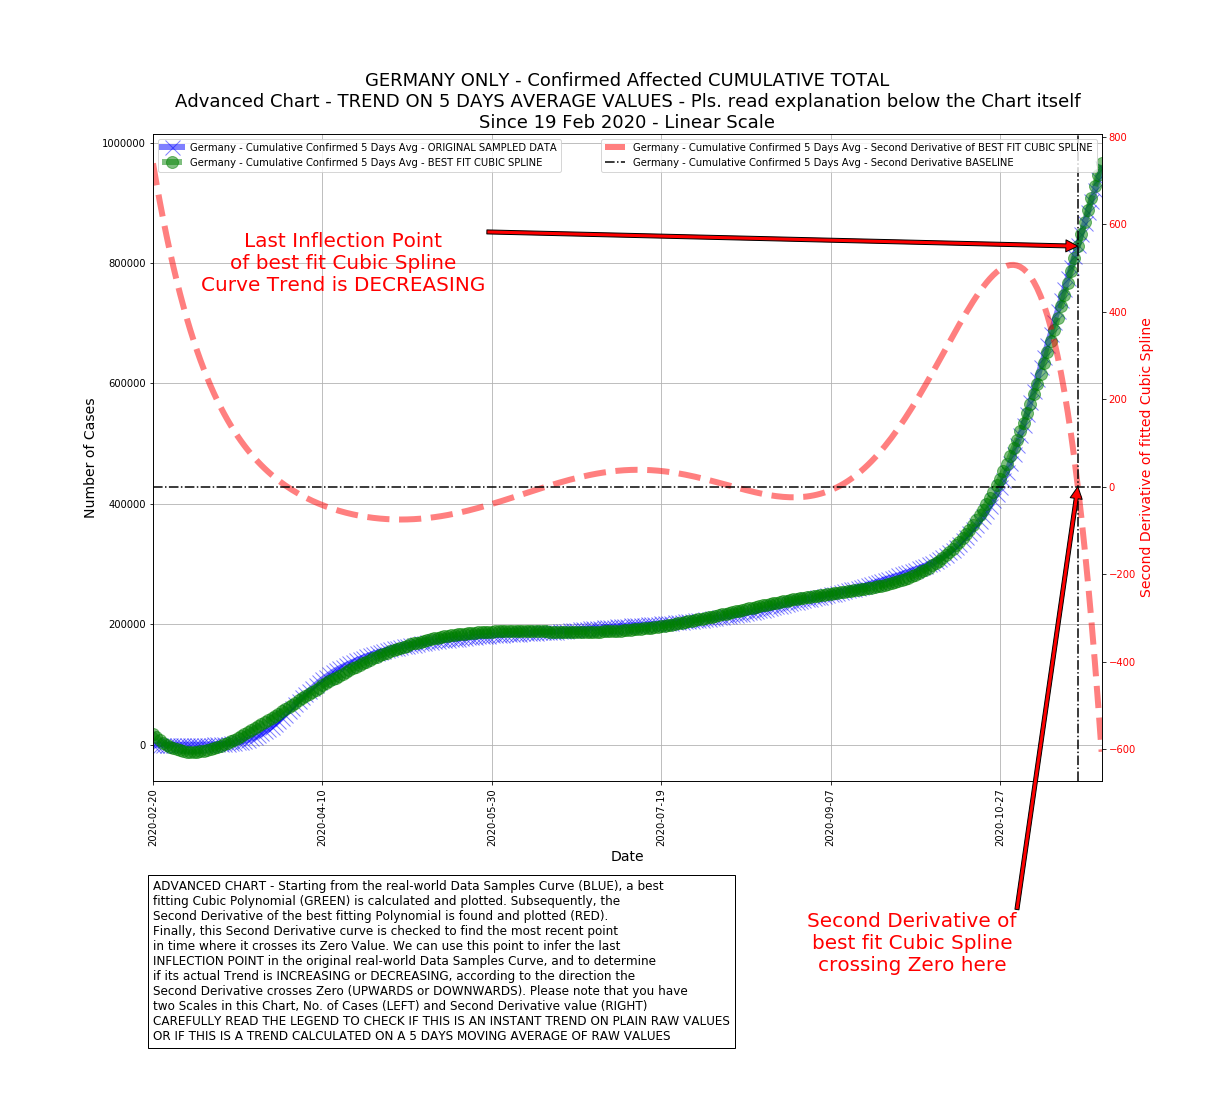 GERMANY ONLY - Confirmed Affected CUMULATIVE TOTAL
Advanced Chart - TREND ON 5 DAYS AVERAGE VALUES - Pls. read explanation below the Chart itself
Since 19 Feb 2020 - Linear Scale
Germany - Cumulative Confirmed 5 Days Avg - ORIGINAL SAMPLED DATA
Germany - Cumulative Confirmed 5 Days Avg - BEST FIT CUBIC SPLINE
Germany - Cumulative Confirmed 5 Days Avg - Second Derivative of BEST FIT CUBIC SPLINE
Germany - Cumulative Confirmed 5 Days Avg - Second Derivative BASELINE
Last Inflection Point
of best fit Cubic Spline
Curve Trend is DECREASING
Number of Cases
1000000
800000
600000
400000
200000
0
800
600
400
200
0
−200
−400
−600
Second Derivative of fitted Cubic Spline
2020-02-20
2020-04-10
2020-05-30
2020-07-19
2020-09-07
2020-10-27
Date
Second Derivative of
best fit Cubic Spline
crossing Zero here
ADVANCED CHART - Starting from the real-world Data Samples Curve (BLUE), a best
fitting Cubic Polynomial (GREEN) is calculated and plotted. Subsequently, the
Second Derivative of the best fitting Polynomial is found and plotted (RED).
Finally, this Second Derivative curve is checked to find the most recent point
in time where it crosses its Zero Value. We can use this point to infer the last
INFLECTION POINT in the original real-world Data Samples Curve, and to determine
if its actual Trend is INCREASING or DECREASING, according to the direction the
Second Derivative crosses Zero (UPWARDS or DOWNWARDS). Please note that you have
two Scales in this Chart, No. of Cases (LEFT) and Second Derivative value (RIGHT)
CAREFULLY READ THE LEGEND TO CHECK IF THIS IS AN INSTANT TREND ON PLAIN RAW VALUES
OR IF THIS IS A TREND CALCULATED ON A 5 DAYS MOVING AVERAGE OF RAW VALUES